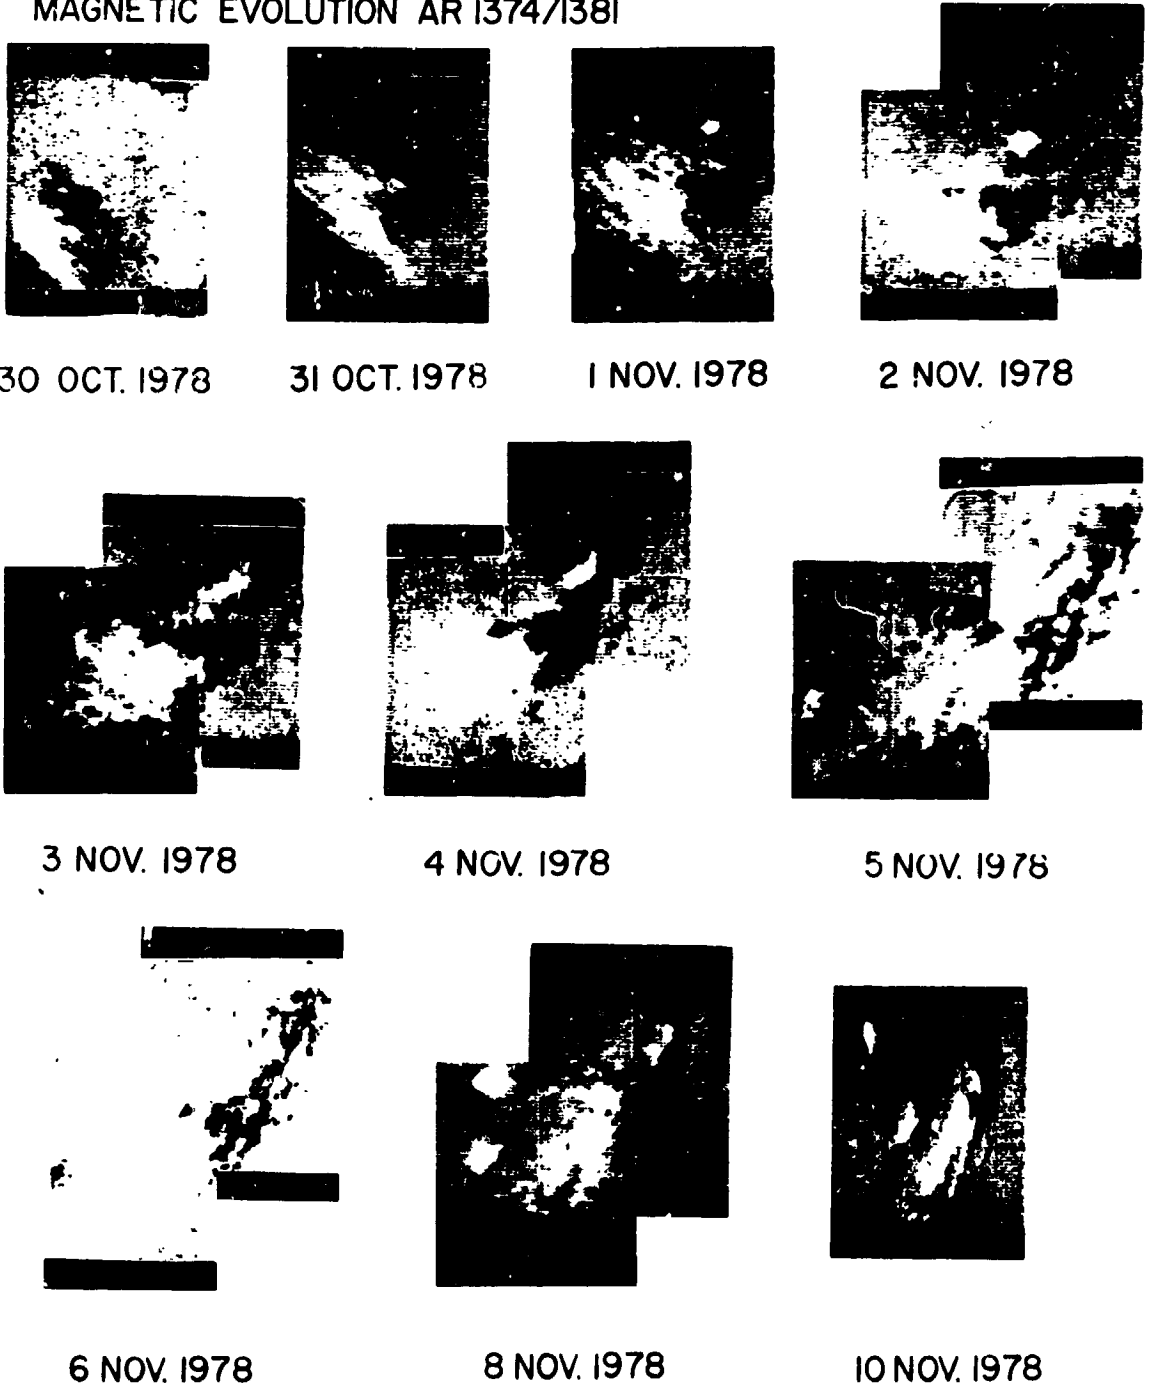 MAGNETIC EVOLUTION AR 1374/1381
30 OCT. 1978
31 OCT. 1978
1 NOV. 1978
2 NOV. 1978
3 NOV. 1978
4 NOV. 1978
5 NOV. 1978
6 NOV. 1978
8 NOV. 1978
10 NOV. 1978